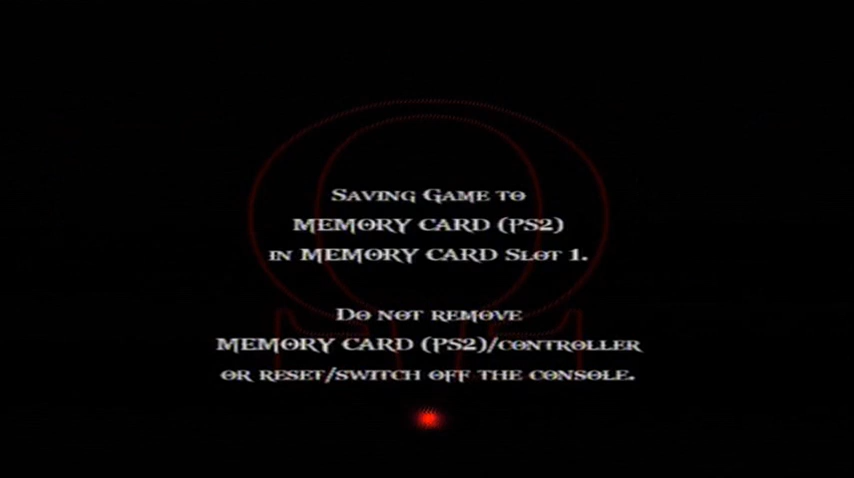 Saving Game to
MEMORY CARD (PS2)
in MEMORY CARD Slot 1.
Do not remove
MEMORY CARD (PS2)/controller
or reset/switch off the console.